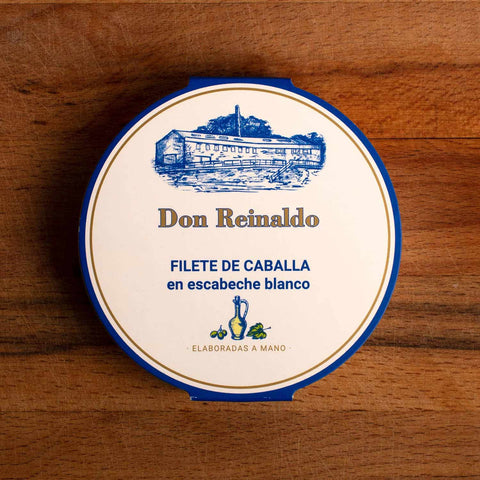 Don Reinaldo
FILETE DE CABALLA
en escabeche blanco
· ELABORADAS A MANO ·